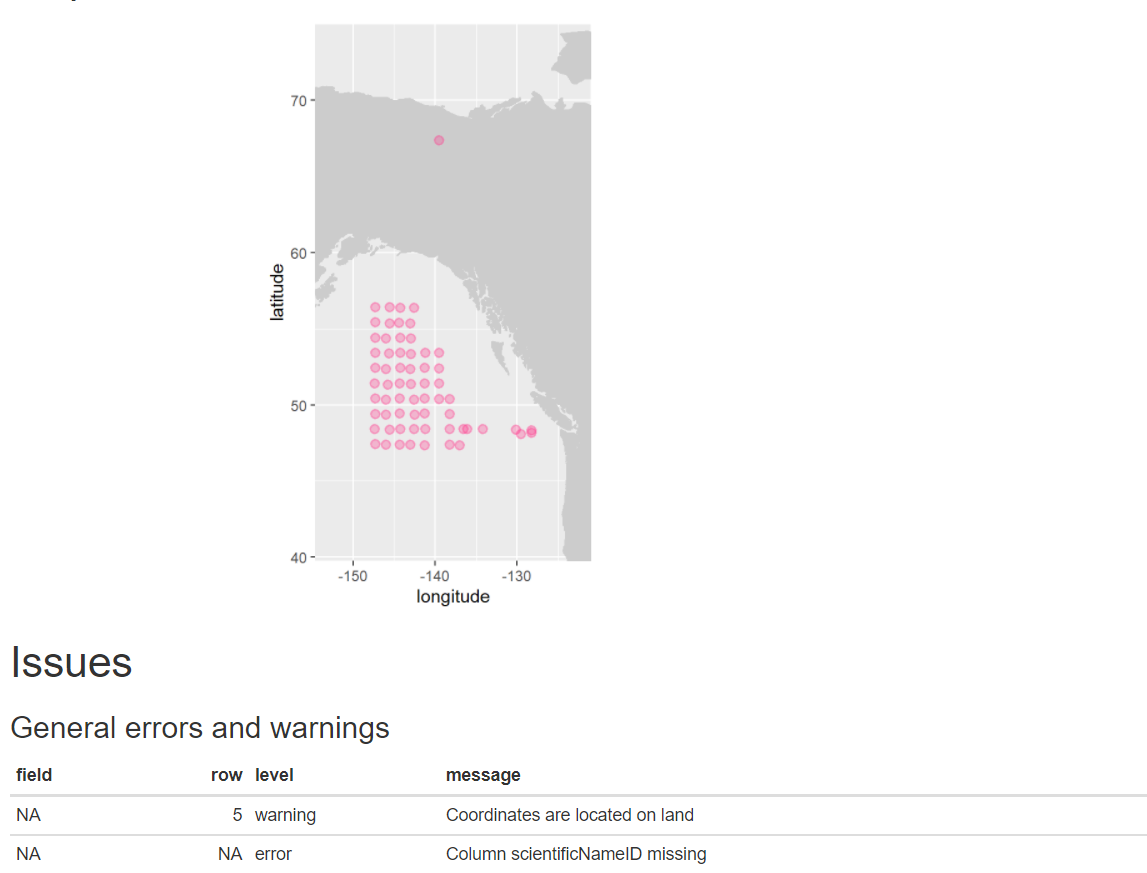 70
60
50
40
latitude
-150 -140 -130
longitude
Issues
General errors and warnings
field row level message
NA 5 warning Coordinates are located on land
NA NA error Column scientificNameID missing